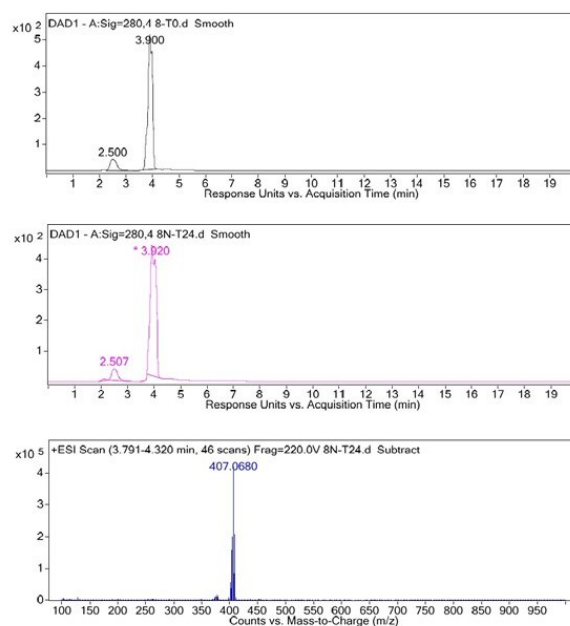 DAD1 - A:Sig=280,4 8-T0.d Smooth
x10 2
3.900
5
4
3
2
1
2.500
1 2 3 4 5 6 7 8 9 10 11 12 13 14 15 16 17 18 19
Response Units vs. Acquisition Time (min)
DAD1 - A:Sig=280,4 8N-T24.d Smooth
x10 2
* 3.920
4
3
2
1
2.507
1 2 3 4 5 6 7 8 9 10 11 12 13 14 15 16 17 18 19
Response Units vs. Acquisition Time (min)
+ESI Scan (3.791-4.320 min, 46 scans) Frag=220.0V 8N-T24.d Subtract
x10 5
407.0680
4
3
2
1
0
100 150 200 250 300 350 400 450 500 550 600 650 700 750 800 850 900 950
Counts vs. Mass-to-Charge (m/z)